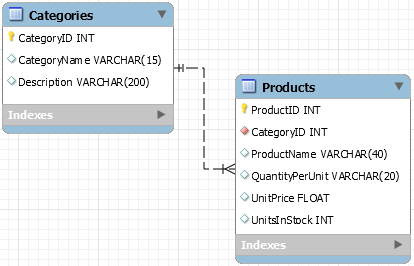 Categories
CategoryID INT
CategoryName VARCHAR(15)
Description VARCHAR(200)
Indexes
Products
ProductID INT
CategoryID INT
ProductName VARCHAR(40)
QuantityPerUnit VARCHAR(20)
UnitPrice FLOAT
UnitsInStock INT
Indexes